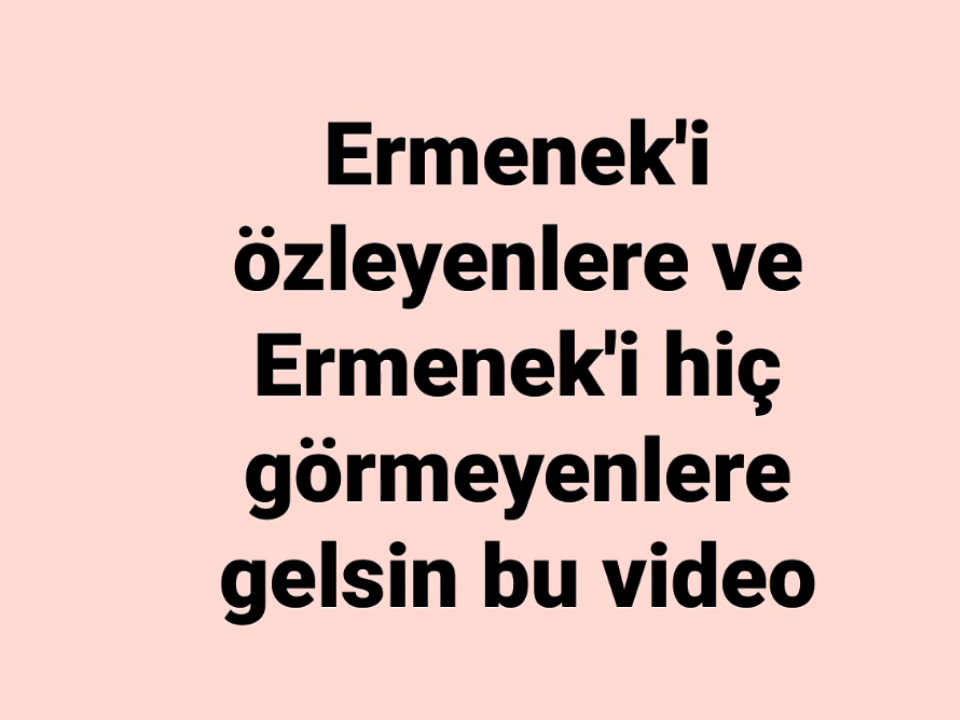 Ermenek'i
özleyenlere ve
Ermenek'i hiç
görmeyenlere
gelsin bu video